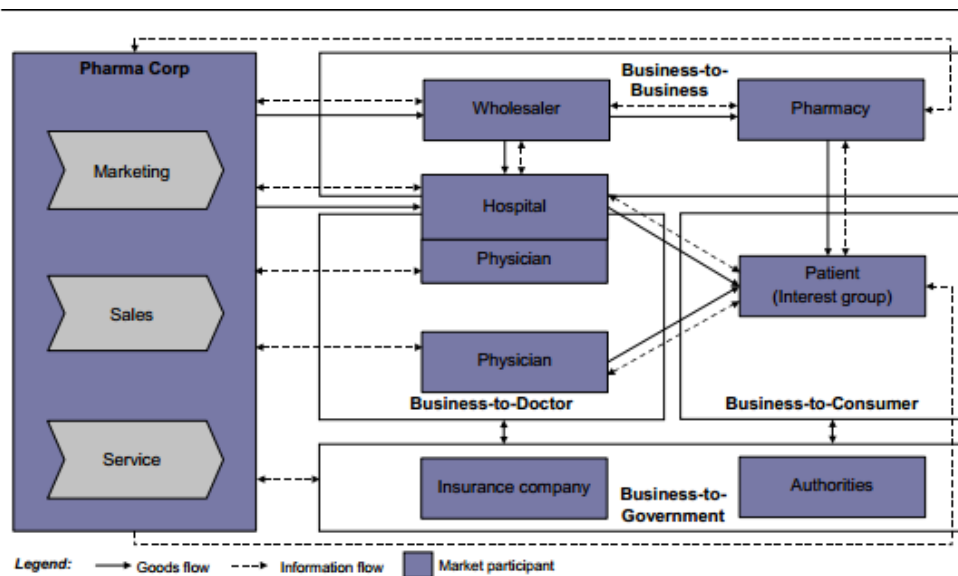 Pharma Corp
Marketing
Sales
Service
Business-to-
Business
Wholesaler
Pharmacy
Hospital
Physician
Patient
(Interest group)
Physician
Business-to-Doctor
Business-to-Consumer
Insurance company
Business-to-
Government
Authorities
Legend:
Goods flow
Information flow
Market participant